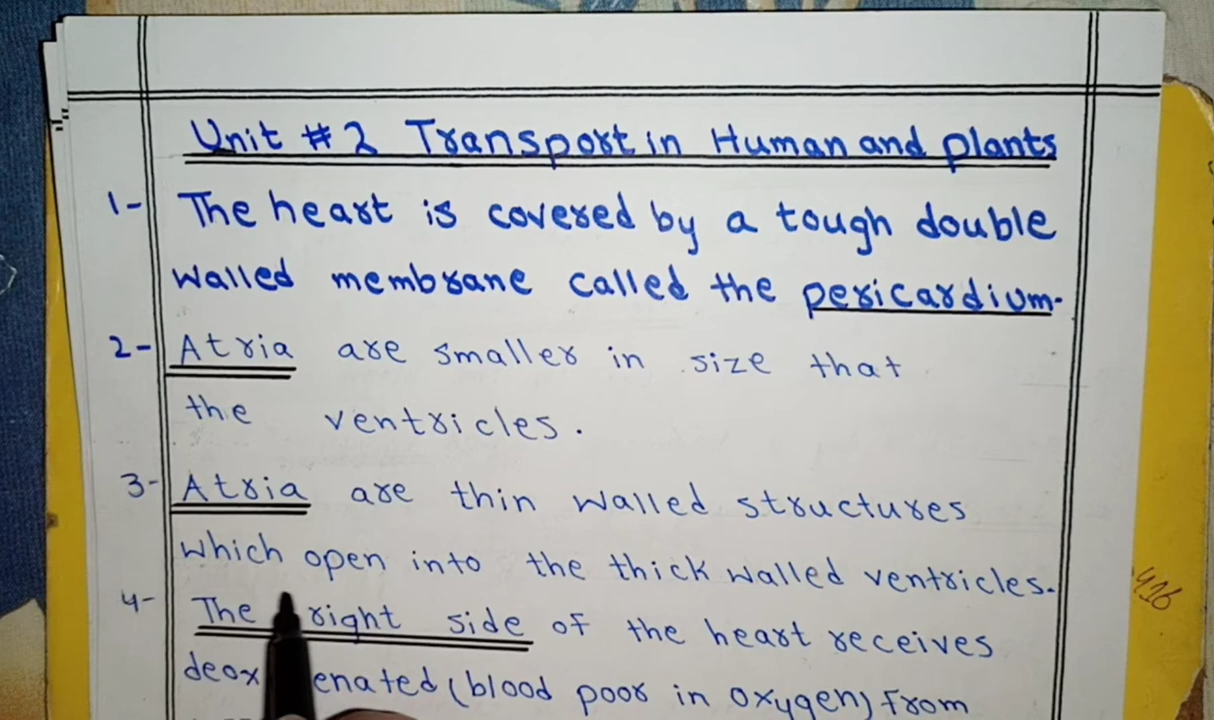 Unit # 2 Transport in Human and plants
1- The heart is covered by a tough double
walled membrane called the pericardium.
2- Atria are smaller in size that
the ventricles.
3- Atria are thin walled structures
which open into the thick walled ventricles.
4- The right side of the heart receives
(blood poor in oxygen) from
426